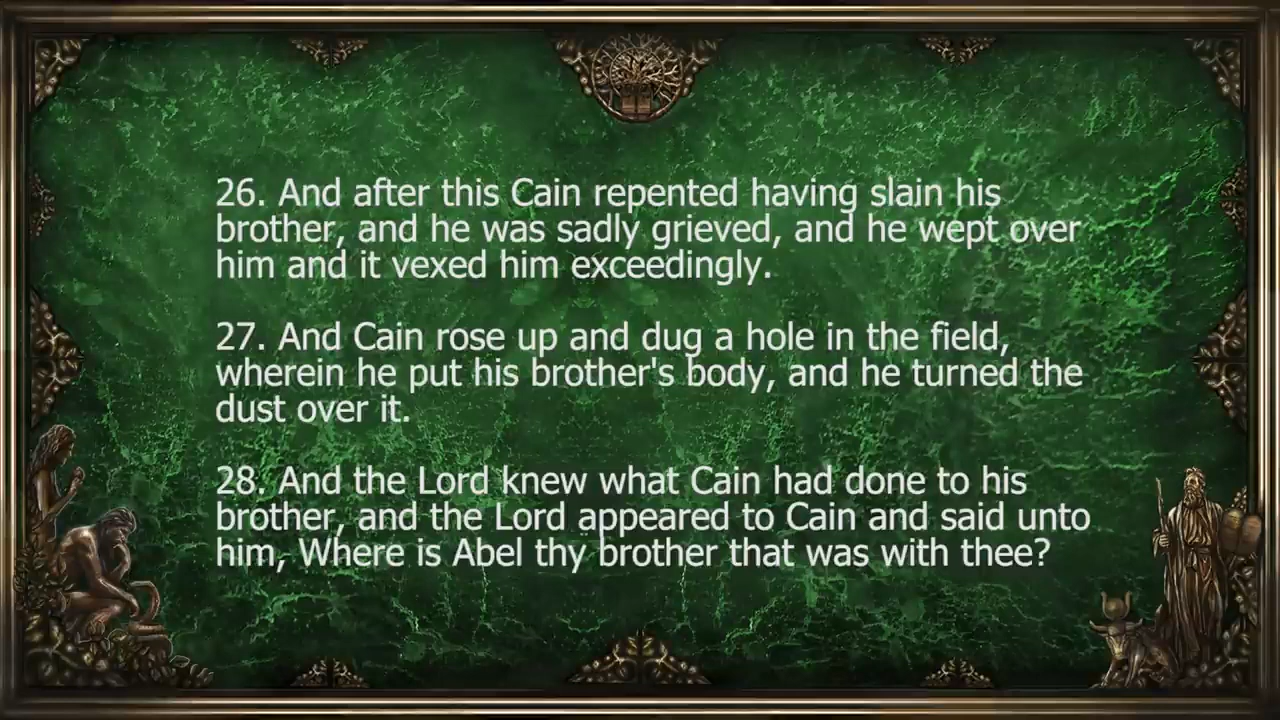 26. And after this Cain repented having slain his
brother, and he was sadly grieved, and he wept over
him and it vexed him exceedingly.
27. And Cain rose up and dug a hole in the field,
wherein he put his brother's body, and he turned the
dust over it.
28. And the Lord knew what Cain had done to his
brother, and the Lord appeared to Cain and said unto
him, Where is Abel thy brother that was with thee?